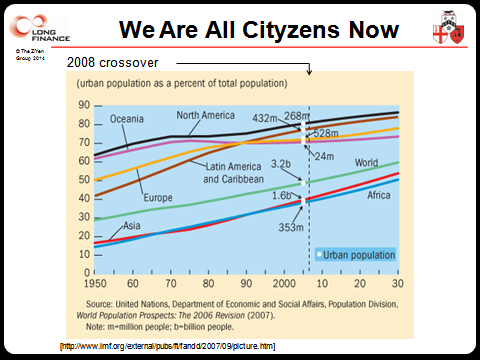 LONG
FINANCE
We Are All Cityzens Now
© The Z/Yen
Group 2014
2008 crossover
(urban population as a percent of total population)
90
80
70
60
50
40
30
20
10
0
Oceania
North America
432m
268m
528m
24m
Latin America
and Caribbean
Europe
3.2b
World
1.6b
Africa
Asia
353m
Urban population
1950 60 70 80 90 2000 10 20 30
Source: United Nations, Department of Economic and Social Affairs, Population Division,
World Population Prospects: The 2006 Revision (2007).
Note: m=million people; b=billion people.
[http://www.imf.org/external/pubs/ft/fandd/2007/09/picture.htm]